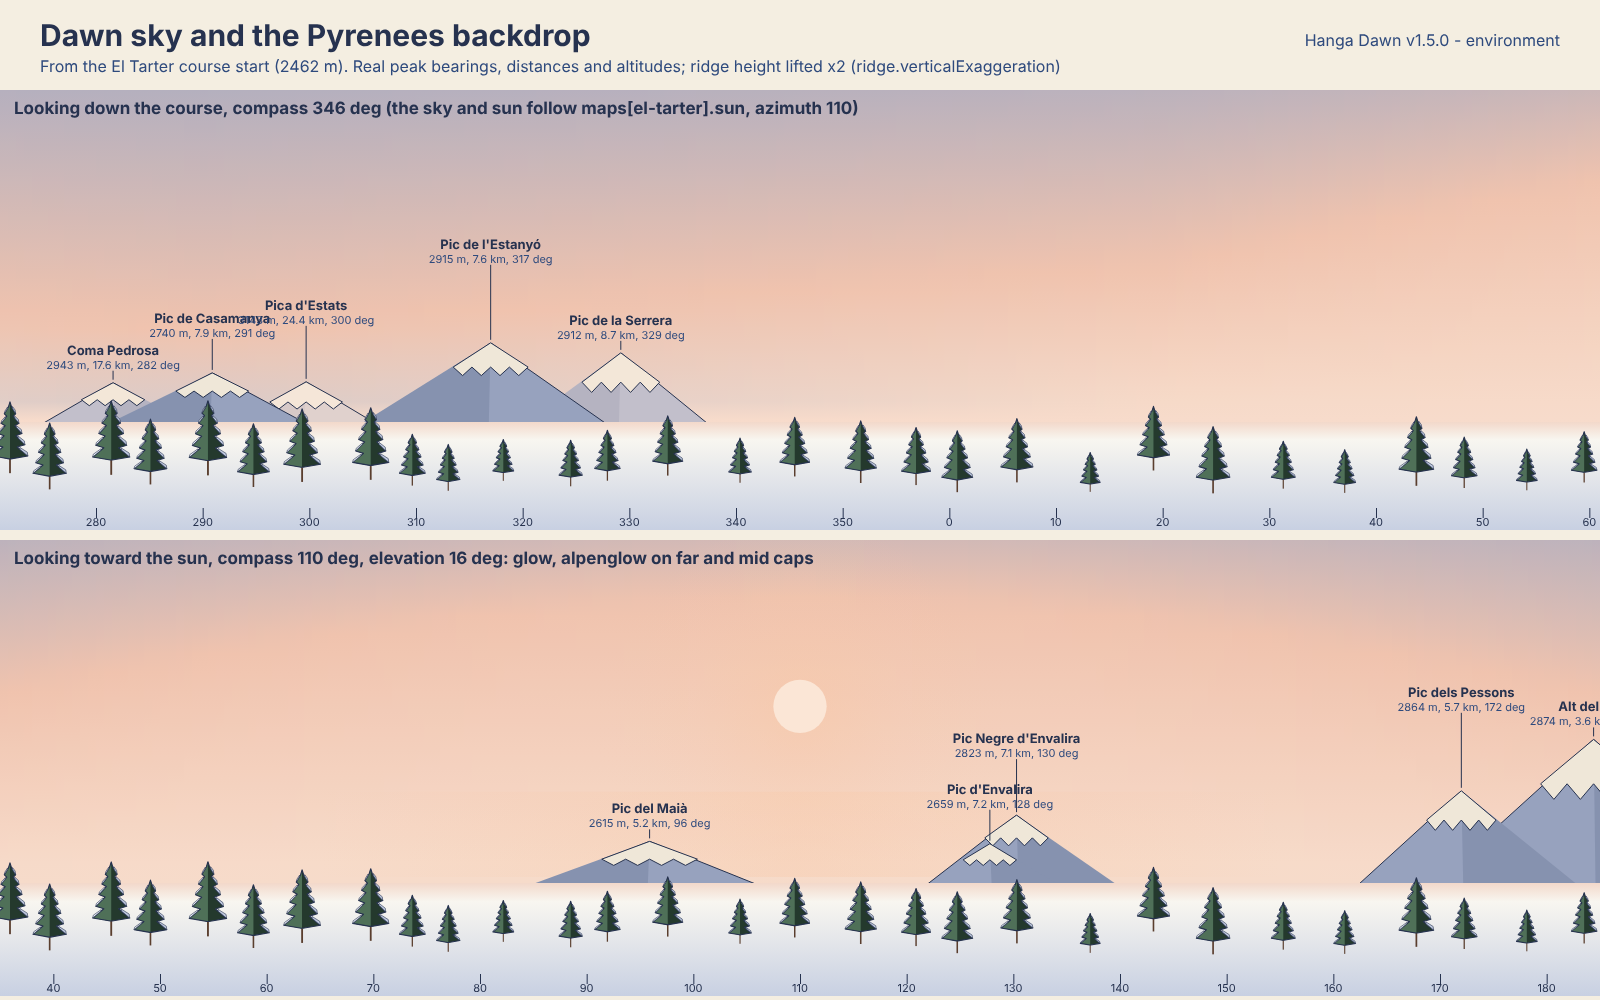 Dawn sky and the Pyrenees backdrop
Hanga Dawn v1.5.0 - environment
From the El Tarter course start (2462 m). Real peak bearings, distances and altitudes; ridge height lifted x2 (ridge.verticalExaggeration)
Looking down the course, compass 346 deg (the sky and sun follow maps[el-tarter].sun, azimuth 110)
Pic de l'Estanyó
2915 m, 7.6 km, 317 deg
Pica d'Estats
m, 24.4 km, 300 deg
Pic de Casamanya
2740 m, 7.9 km, 291 deg
Pic de la Serrera
2912 m, 8.7 km, 329 deg
Coma Pedrosa
2943 m, 17.6 km, 282 deg
280 290 300 310 320 330 340 350 0 10 20 30 40 50 60
Looking toward the sun, compass 110 deg, elevation 16 deg: glow, alpenglow on far and mid caps
Pic dels Pessons
2864 m, 5.7 km, 172 deg
Alt del
2874 m, 3.6 k
Pic Negre d'Envalira
2823 m, 7.1 km, 130 deg
Pic d'Envalira
2659 m, 7.2 km, 128 deg
Pic del Maià
2615 m, 5.2 km, 96 deg
40 50 60 70 80 90 100 110 120 130 140 150 160 170 180